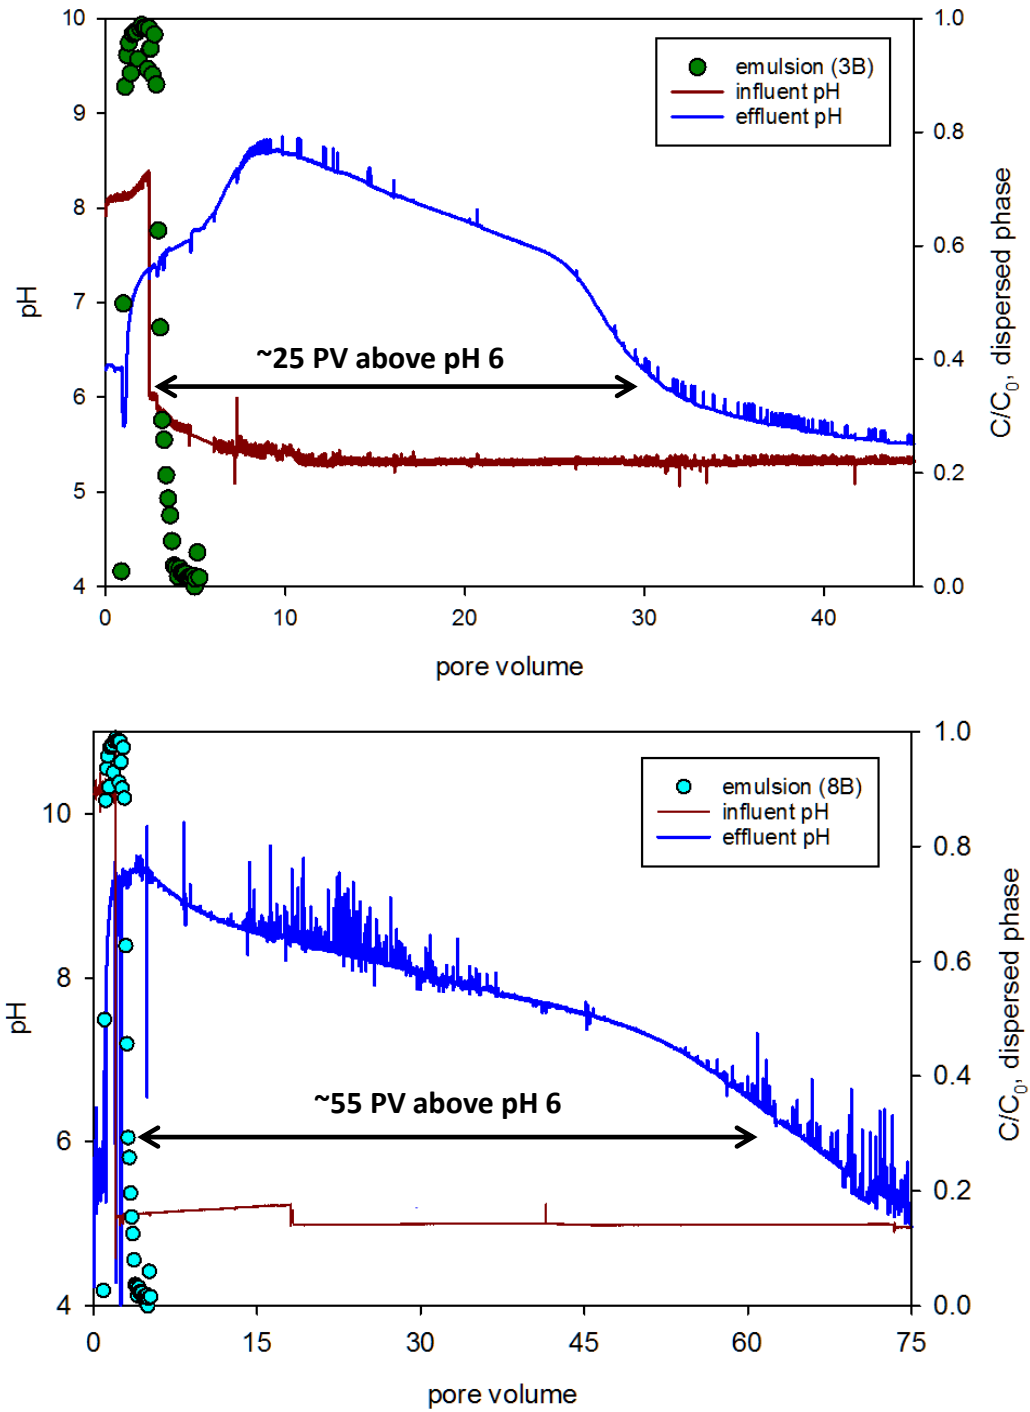 10
9
8
7
6
5
4
pH
1.0
0.8
0.6
0.4
0.2
0.0
C/C0, dispersed phase
emulsion (3B)
influent pH
effluent pH
~25 PV above pH 6
0 10 20 30 40
pore volume
10
8
6
4
pH
1.0
0.8
0.6
0.4
0.2
0.0
C/C0, dispersed phase
emulsion (8B)
influent pH
effluent pH
~55 PV above pH 6
0 15 30 45 60 75
pore volume